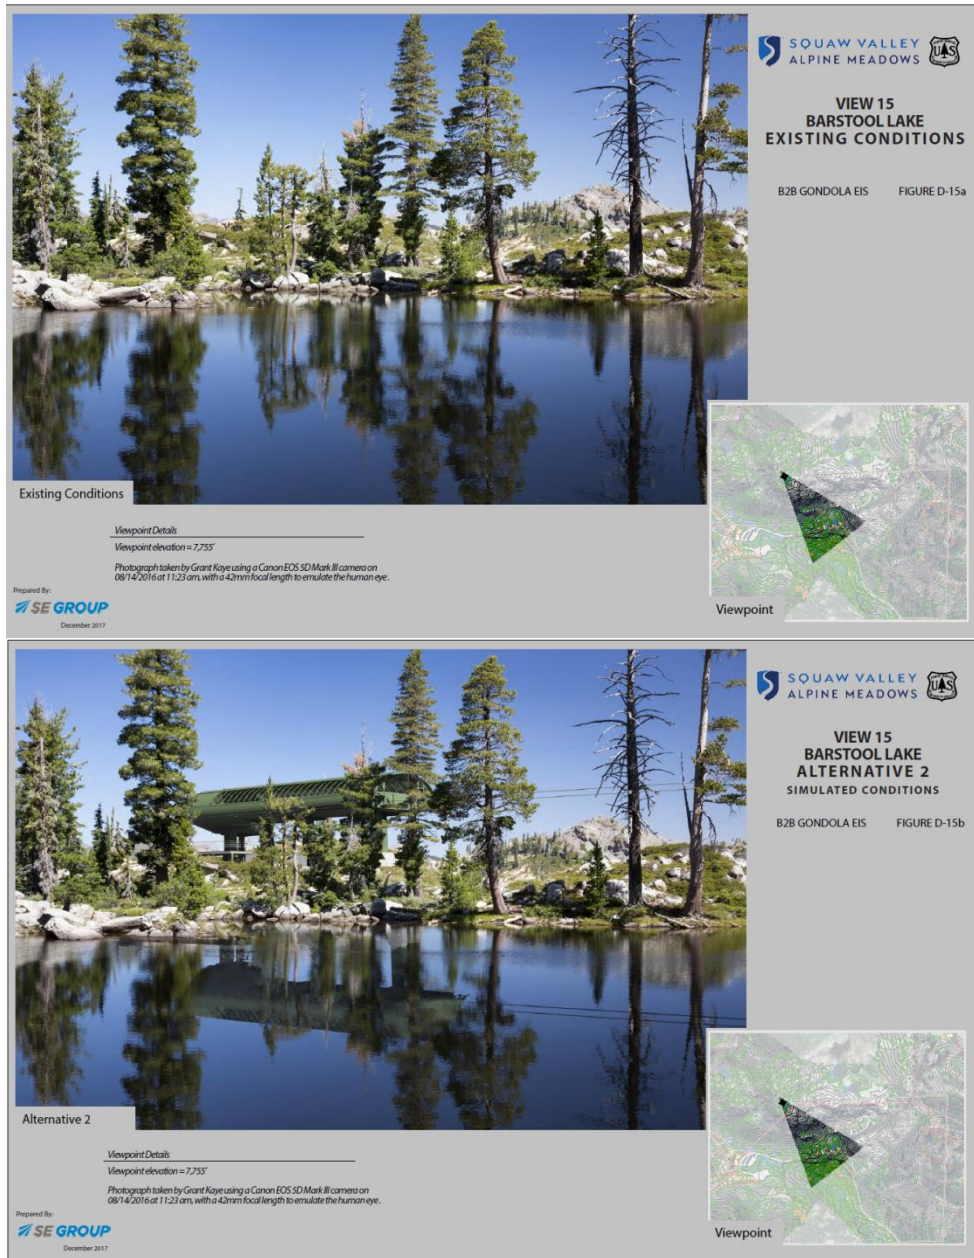 SQUAW VALLEY
ALPINE MEADOWS
VIEW 15
BARSTOOL LAKE
EXISTING CONDITIONS
B2B GONDOLA EIS FIGURE D-15a
Existing Conditions
Viewpoint Details
Viewpoint elevation = 7,755'
Photograph taken by Grant Kaye using a Canon EOS 5D Mark III camera on
08/14/2016 at 11:23 am, with a 42mm focal length to emulate the human eye.
Prepared By:
SE GROUP
December 2017
Viewpoint
SQUAW VALLEY
ALPINE MEADOWS
VIEW 15
BARSTOOL LAKE
ALTERNATIVE 2
SIMULATED CONDITIONS
B2B GONDOLA EIS FIGURE D-15b
Alternative 2
Viewpoint Details
Viewpoint elevation = 7,755'
Photograph taken by Grant Kaye using a Canon EOS 5D Mark III camera on
08/14/2016 at 11:23 am, with a 42mm focal length to emulate the human eye.
Prepared By:
SE GROUP
December 2017
Viewpoint